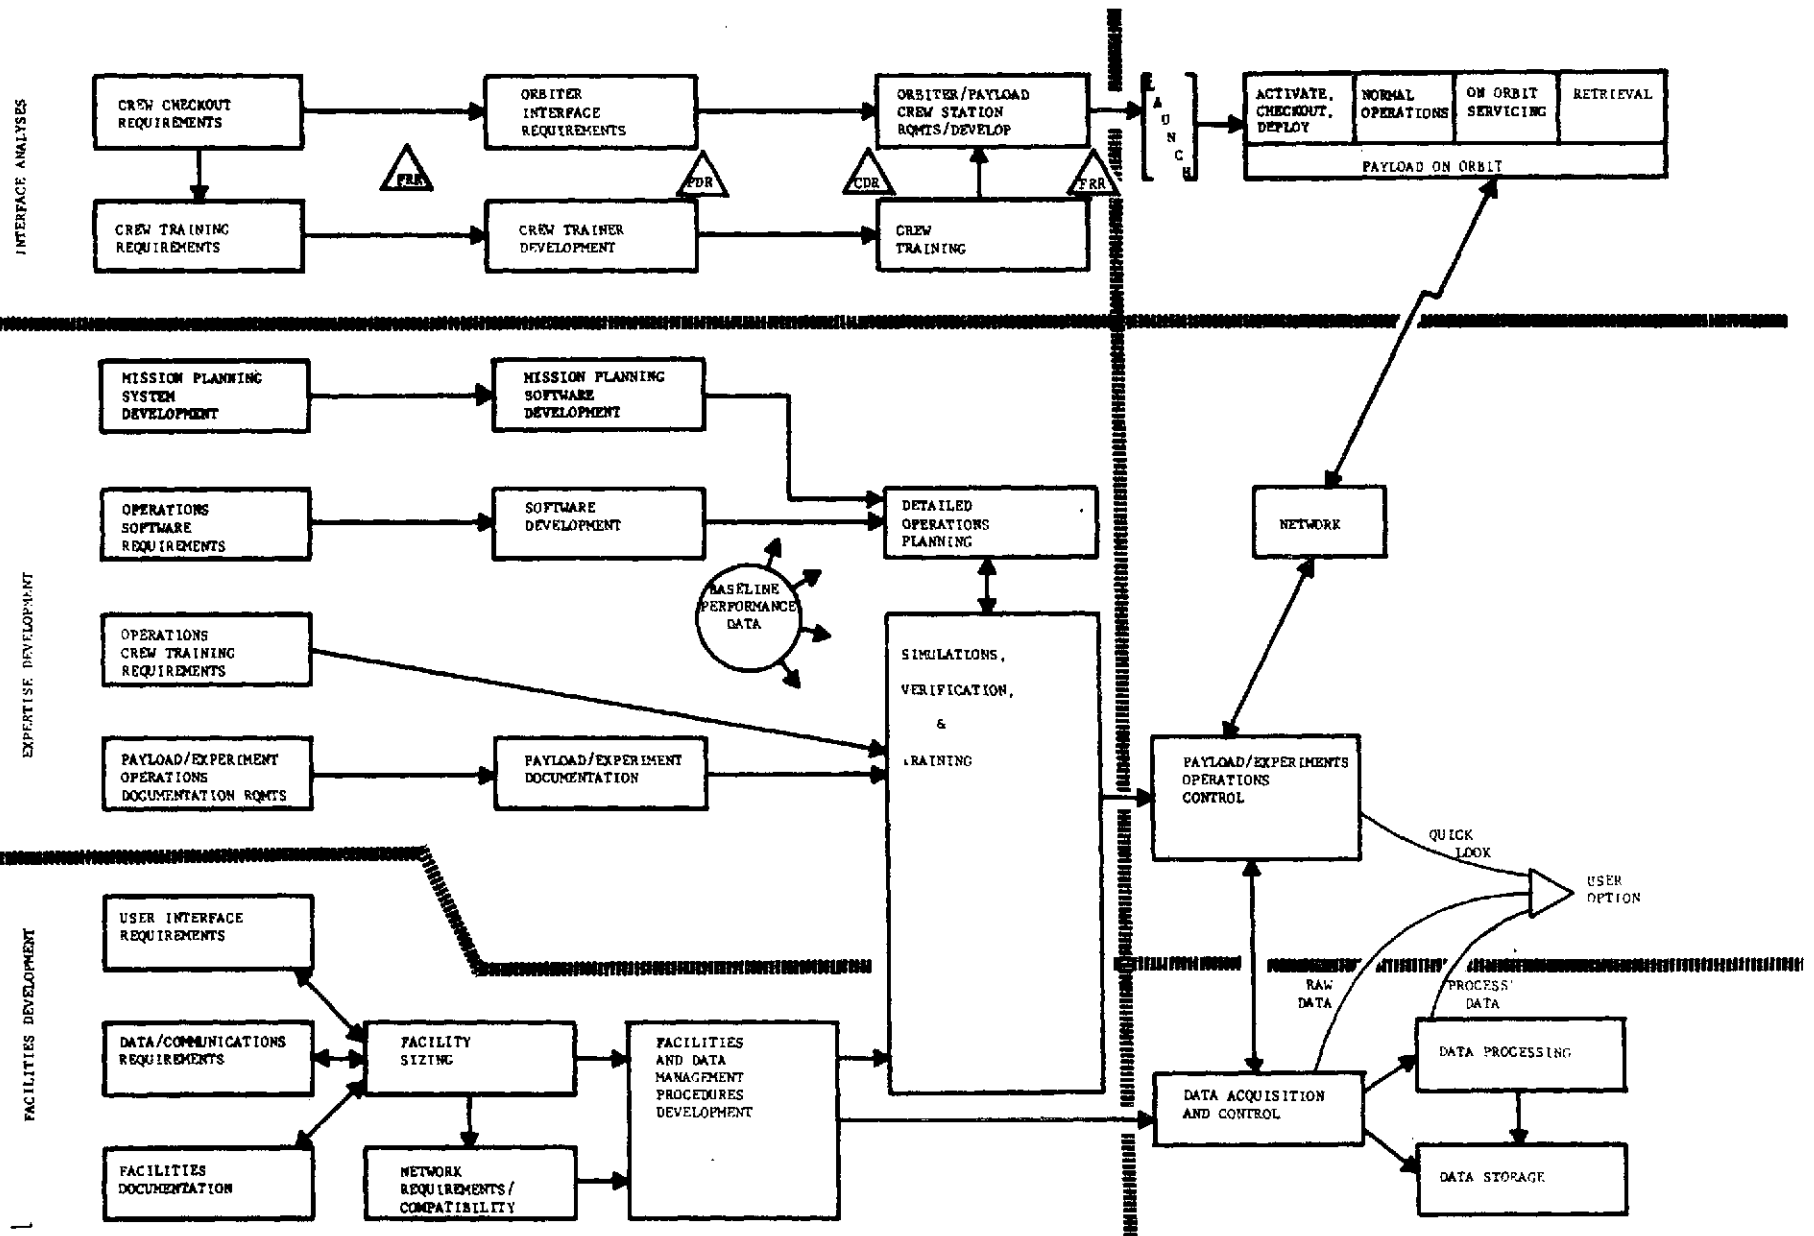 INTERFACE ANALYSES
CREW CHECKOUT
REQUIREMENTS
ORBITER
INTERFACE
REQUIREMENTS
ORBITER/PAYLOAD
CREW STATION
RQMTS/DEVELOP
LAUNCH
ACTIVATE,
CHECKOUT,
DEPLOY
NORMAL
OPERATIONS
ON ORBIT
SERVICING
RETRIEVAL
PAYLOAD ON ORBIT
PDR
CDR
FRR
CREW TRAINING
REQUIREMENTS
CREW TRAINER
DEVELOPMENT
CREW
TRAINING
EXPERTISE DEVELOPMENT
MISSION PLANNING
SYSTEM
DEVELOPMENT
MISSION PLANNING
SOFTWARE
DEVELOPMENT
OPERATIONS
SOFTWARE
REQUIREMENTS
SOFTWARE
DEVELOPMENT
DETAILED
OPERATIONS
PLANNING
NETWORK
BASELINE
PERFORMANCE
DATA
OPERATIONS
CREW TRAINING
REQUIREMENTS
SIMULATIONS,
VERIFICATION,
&
TRAINING
PAYLOAD/EXPERIMENT
OPERATIONS
DOCUMENTATION RQMTS
PAYLOAD/EXPERIMENT
DOCUMENTATION
PAYLOAD/EXPERIMENTS
OPERATIONS
CONTROL
QUICK
LOOK
USER
OPTION
FACILITIES DEVELOPMENT
USER INTERFACE
REQUIREMENTS
RAW
DATA
PROCESS'
DATA
DATA/COMMUNICATIONS
REQUIREMENTS
FACILITY
SIZING
FACILITIES
AND DATA
MANAGEMENT
PROCEDURES
DEVELOPMENT
DATA PROCESSING
DATA ACQUISITION
AND CONTROL
FACILITIES
DOCUMENTATION
NETWORK
REQUIREMENTS/
COMPATIBILITY
DATA STORAGE